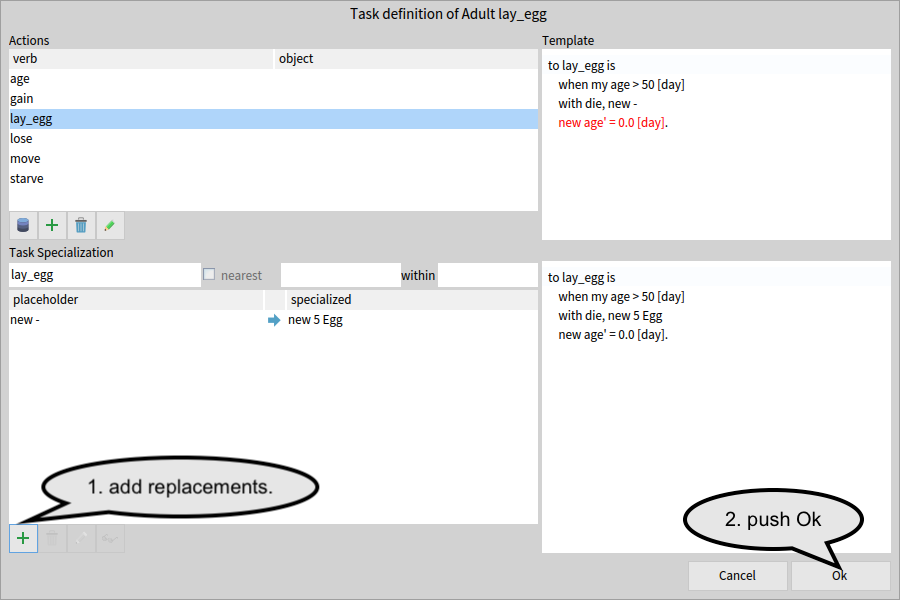 Task definition of Adult lay_egg
Actions
verb object
age
gain
lay_egg
lose
move
starve
Template
to lay_egg is
when my age > 50 [day]
with die, new -
new age' = 0.0 [day].
Task Specialization
lay_egg nearest within
placeholder specialized
new - new 5 Egg
to lay_egg is
when my age > 50 [day]
with die, new 5 Egg
new age' = 0.0 [day].
1. add replacements.
2. push Ok
Cancel Ok